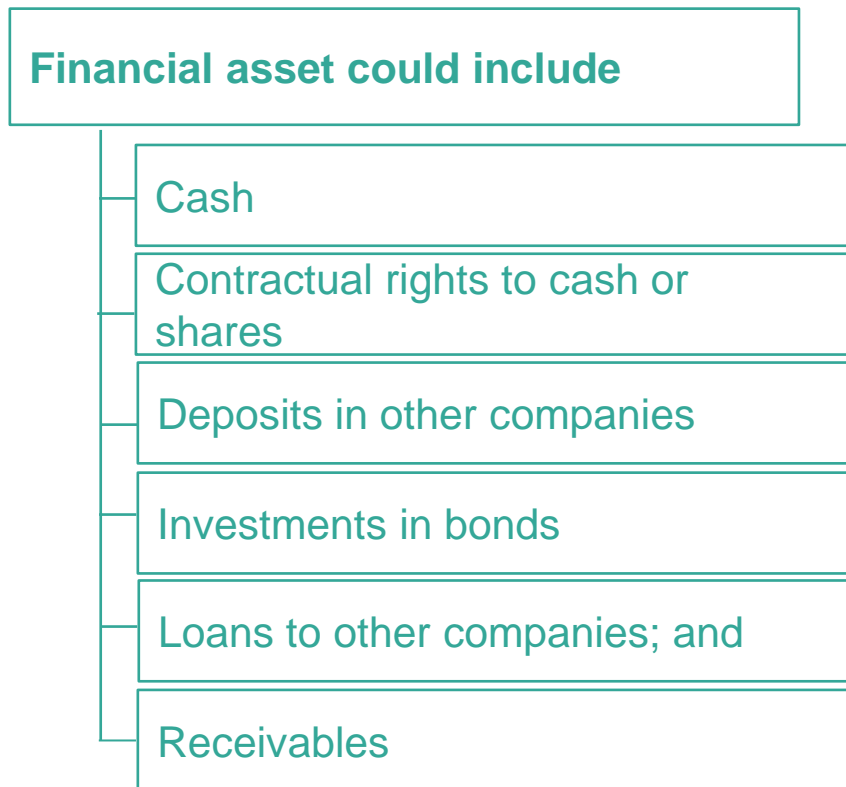 Financial asset could include
Cash
Contractual rights to cash or
shares
Deposits in other companies
Investments in bonds
Loans to other companies; and
Receivables